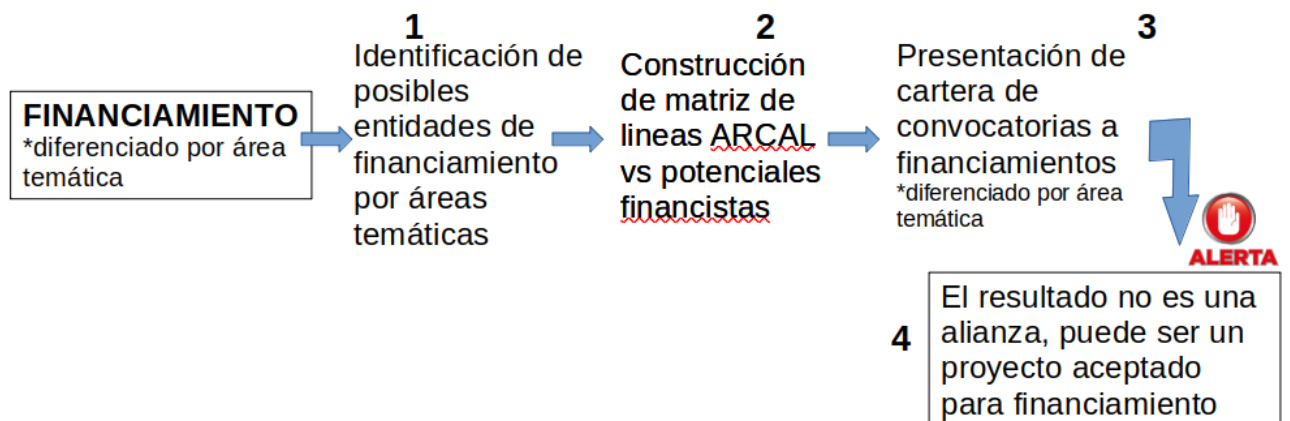 FINANCIAMIENTO
*diferenciado por área
temática
1
Identificación de
posibles
entidades de
financiamiento
por áreas
temáticas
2
Construcción
de matriz de
lineas ARCAL
vs potenciales
financistas
3
Presentación de
cartera de
convocatorias a
financiamientos
*diferenciado por área
temática
ALERTA
4
El resultado no es una
alianza, puede ser un
proyecto aceptado
para financiamiento